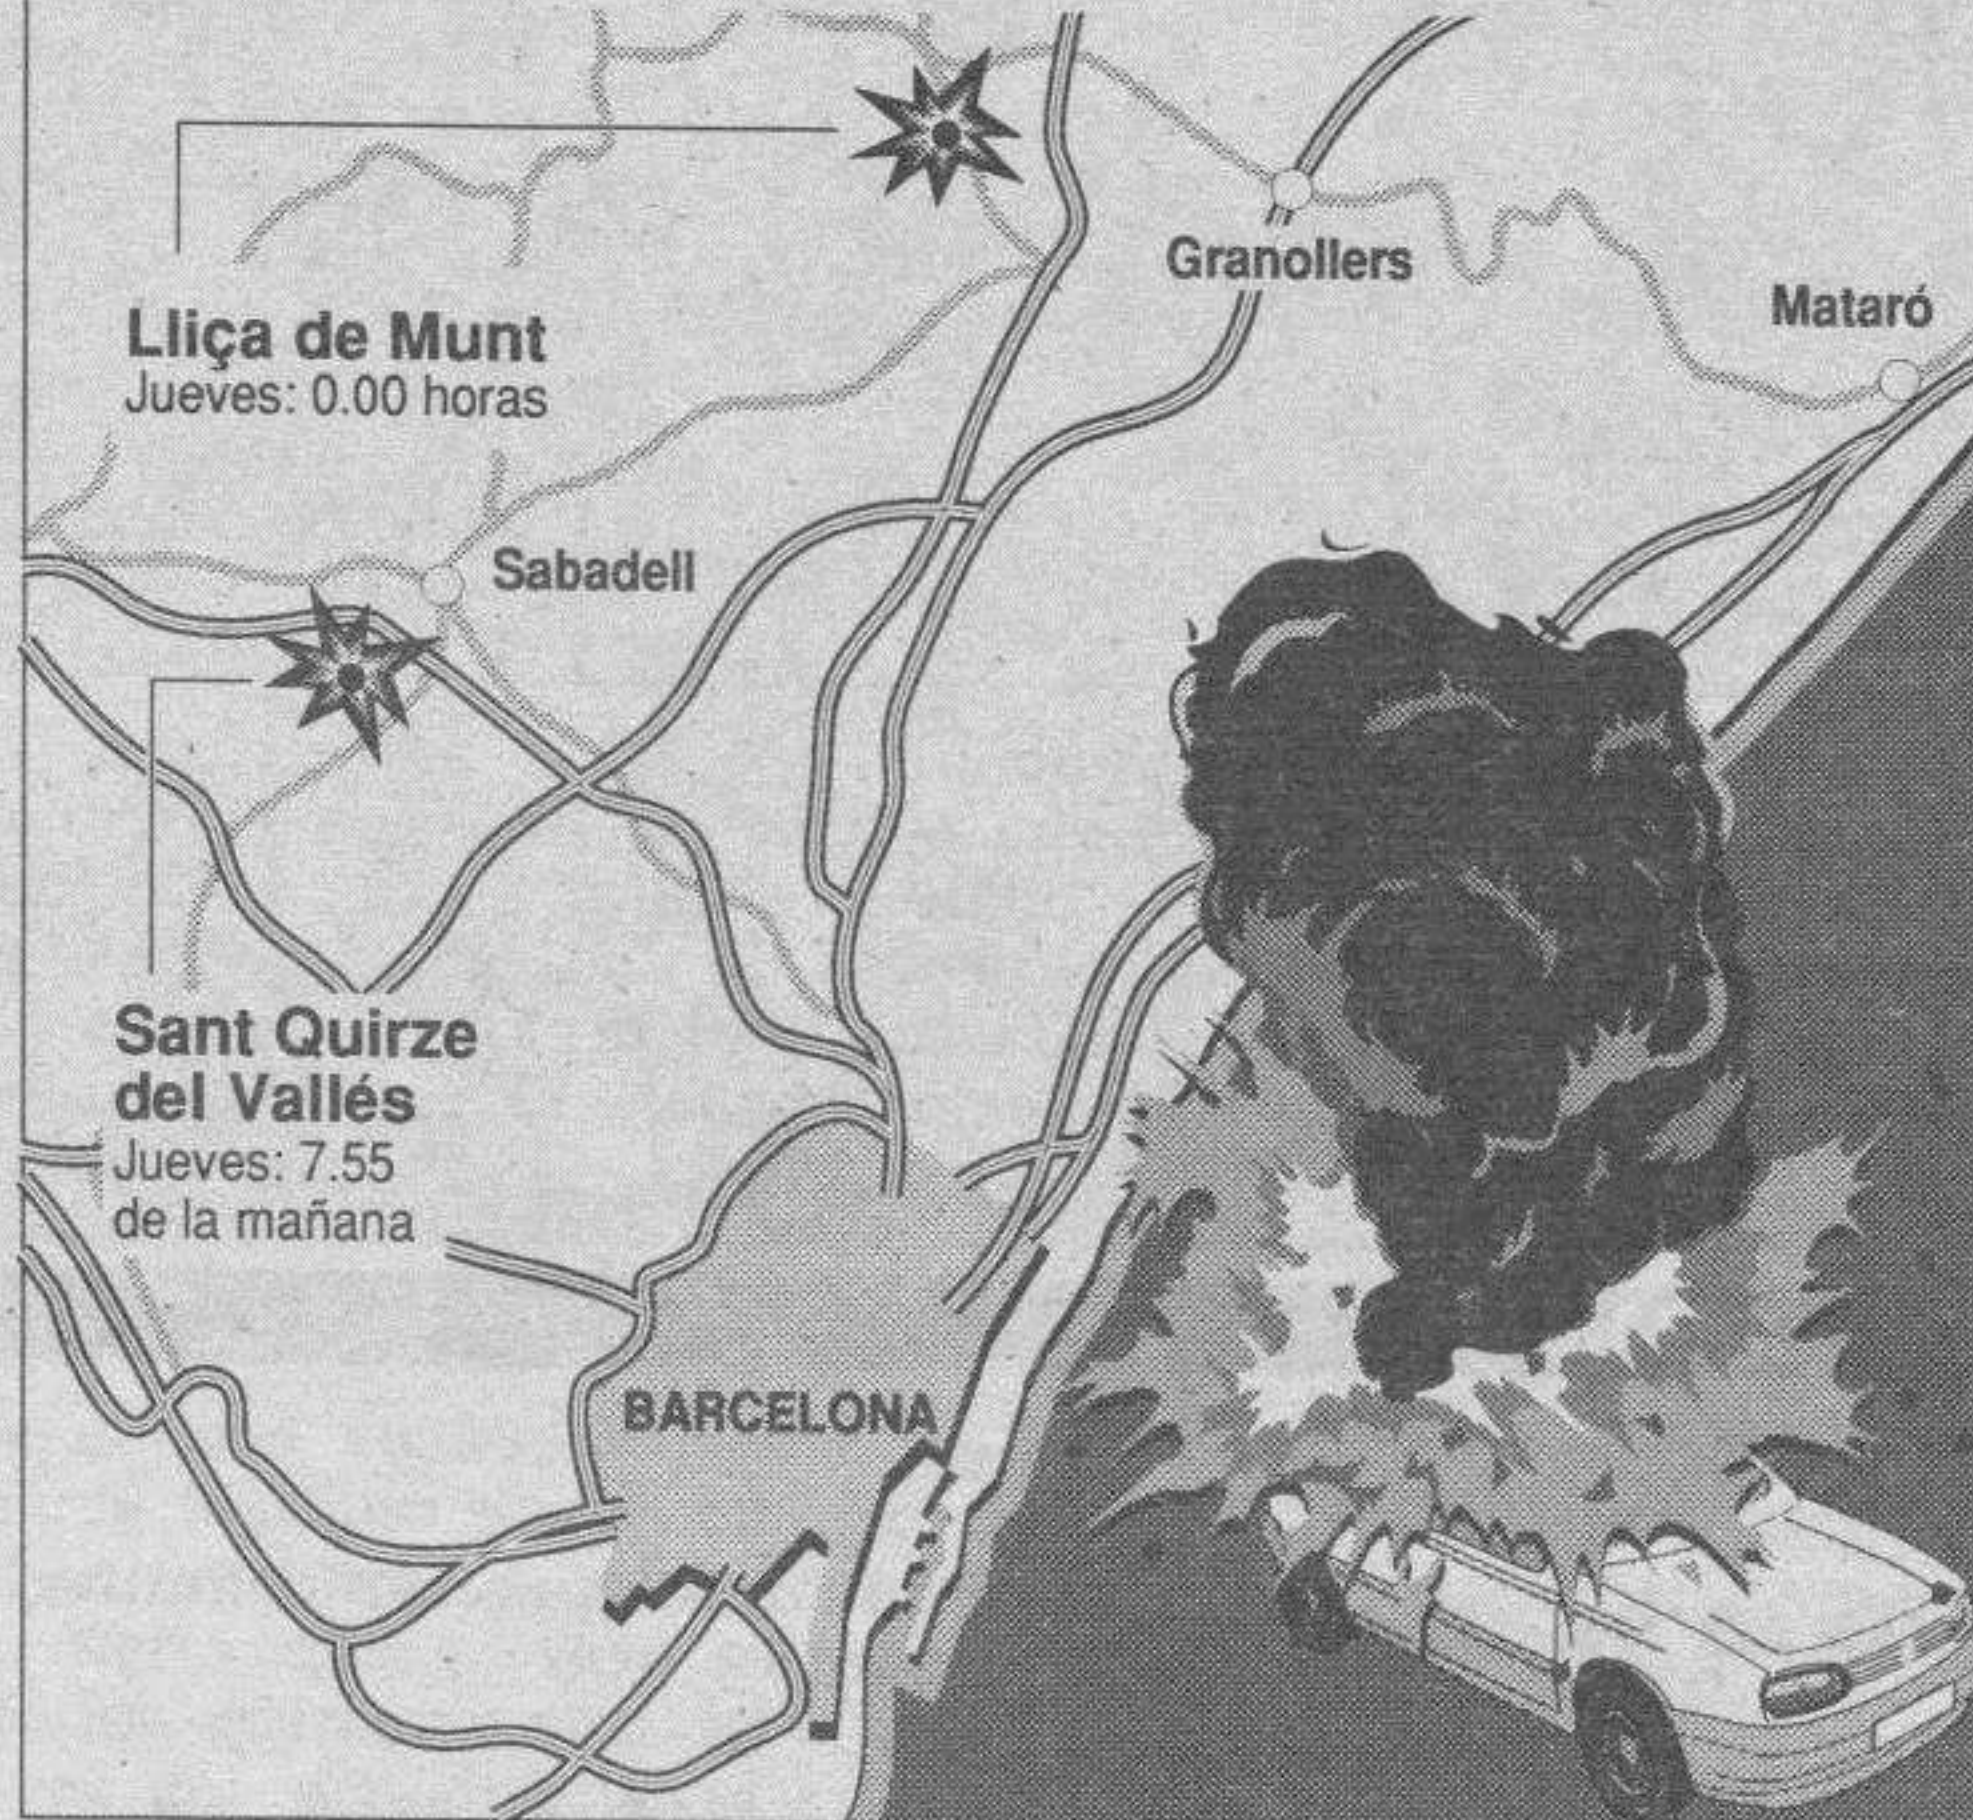 Granollers
Mataró
Lliça de Munt
Jueves: 0.00 horas
Sabadell
Sant Quirze
del Vallés
Jueves: 7.55
de la mañana
BARCELONA